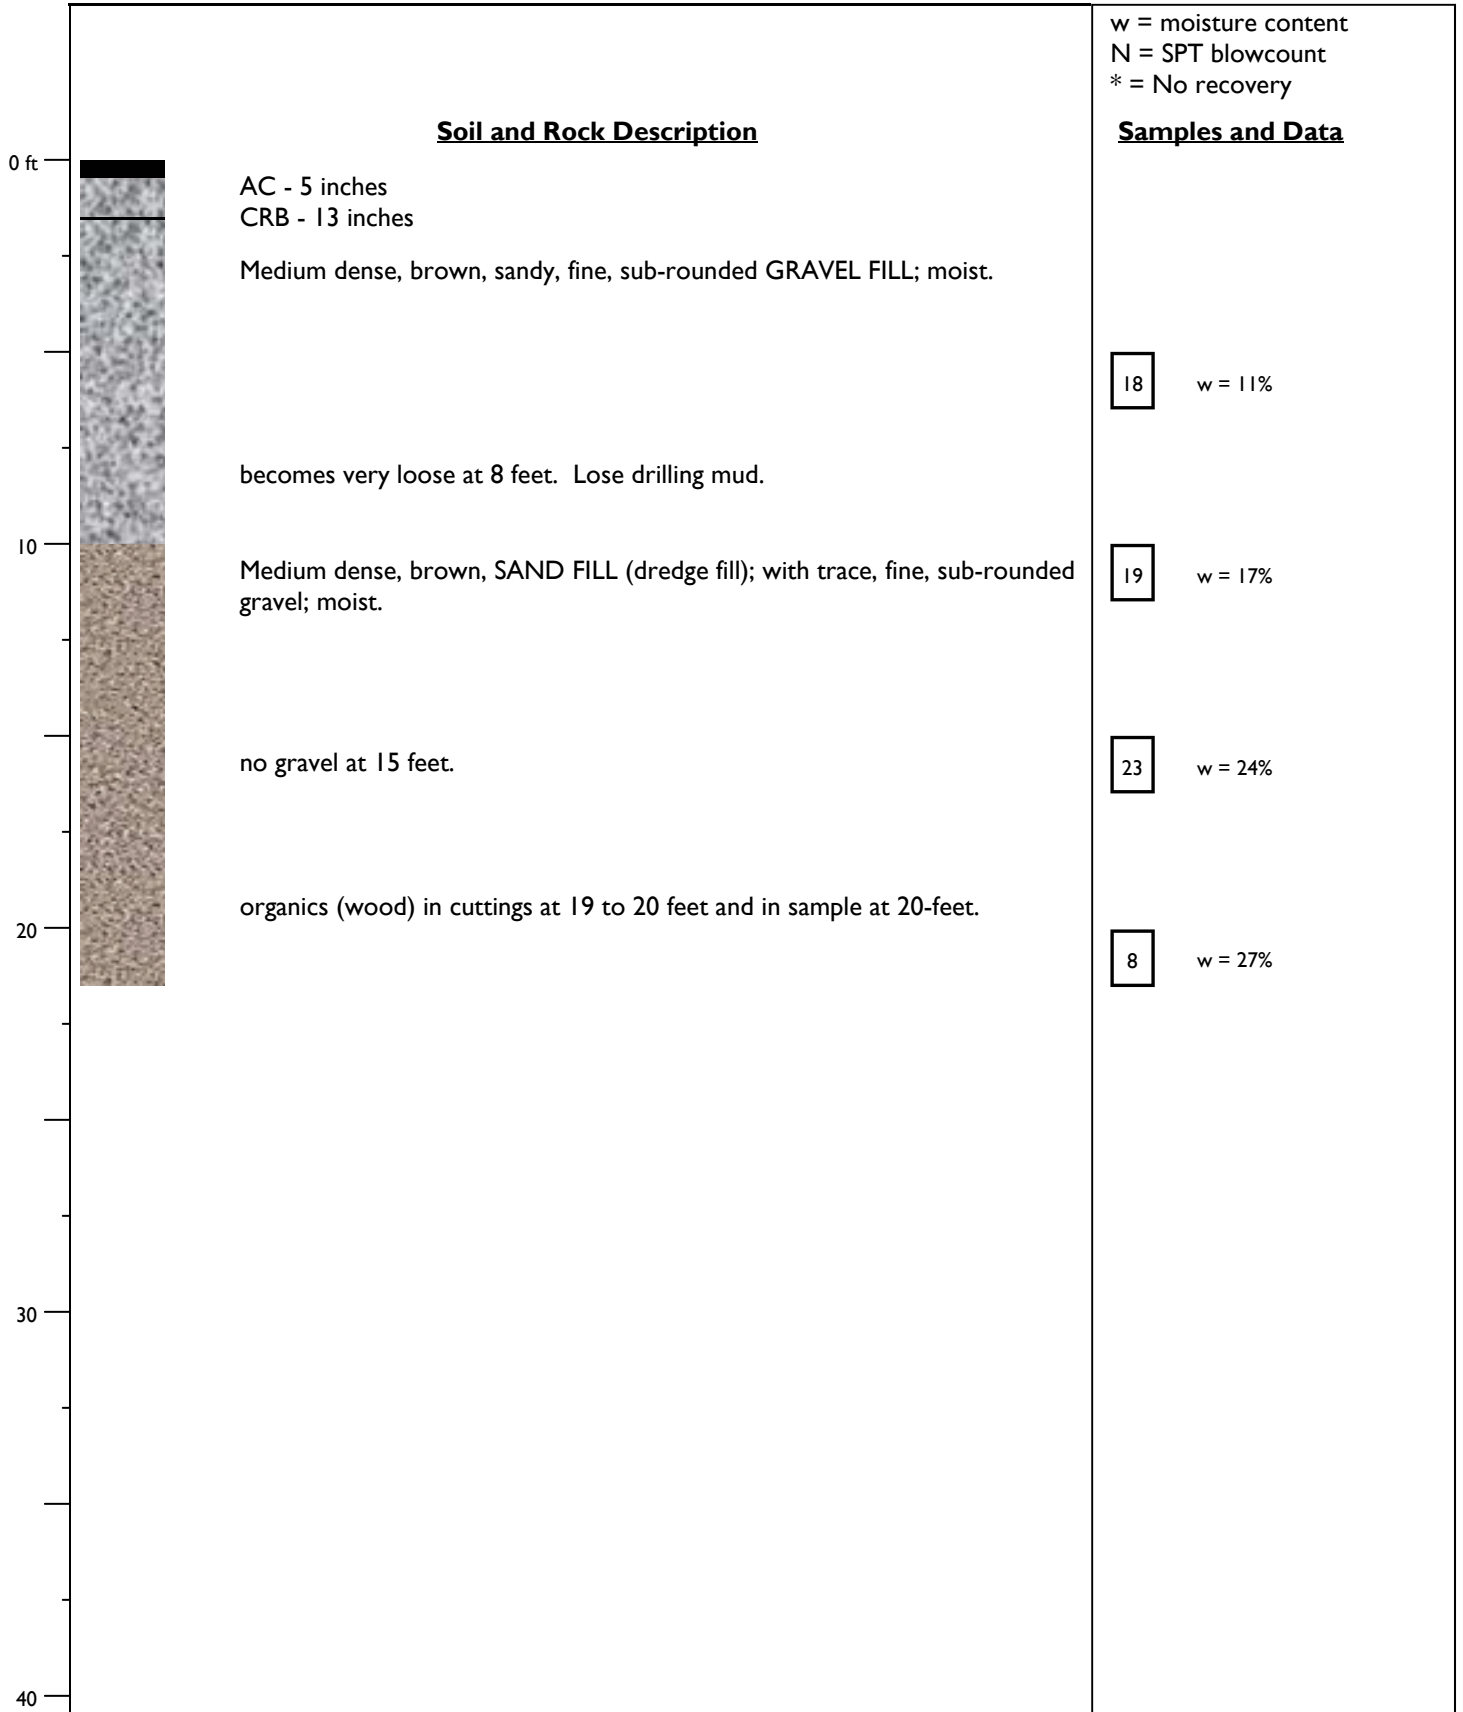 w = moisture content
N = SPT blowcount
* = No recovery
Soil and Rock Description
Samples and Data
0 ft
AC - 5 inches
CRB - 13 inches
Medium dense, brown, sandy, fine, sub-rounded GRAVEL FILL; moist.
18 w = 11%
becomes very loose at 8 feet. Lose drilling mud.
10
Medium dense, brown, SAND FILL (dredge fill); with trace, fine, sub-rounded
gravel; moist.
19 w = 17%
no gravel at 15 feet.
23 w = 24%
organics (wood) in cuttings at 19 to 20 feet and in sample at 20-feet.
20
8 w = 27%
30
40